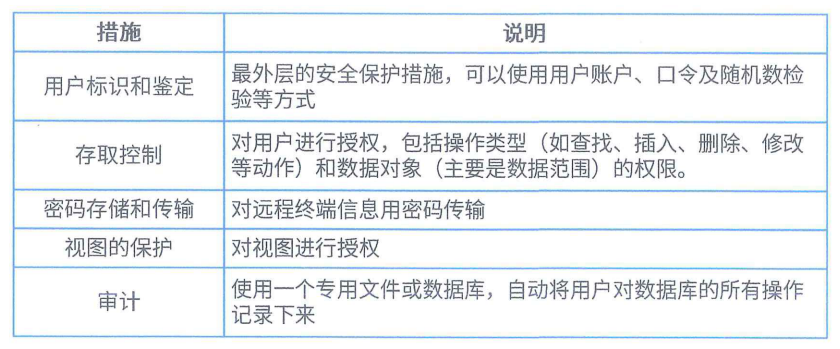 措施 说明
用户标识和鉴定 最外层的安全保护措施，可以使用用户账户、口令及随机数检
验等方式
存取控制 对用户进行授权，包括操作类型（如查找、插入、删除、修改
等动作）和数据对象（主要是数据范围）的权限。
密码存储和传输 对远程终端信息用密码传输
视图的保护 对视图进行授权
审计 使用一个专用文件或数据库，自动将用户对数据库的所有操作
记录下来